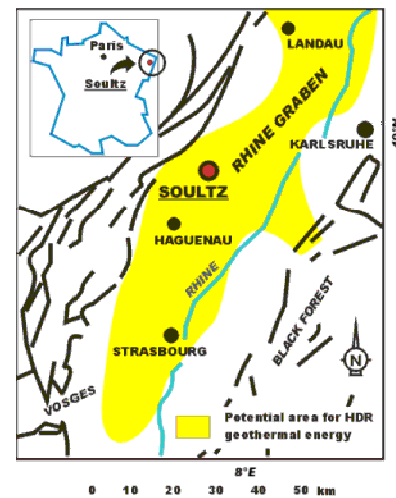 Paris
Soultz
LANDAU
RHINE GRABEN
KARLSRUHE
49°N
SOULTZ
HAGUENAU
RHINE
STRASBOURG
BLACK FOREST
N
VOSGES
Potential area for HDR
geothermal energy
8°E
0 10 20 30 40 50 km